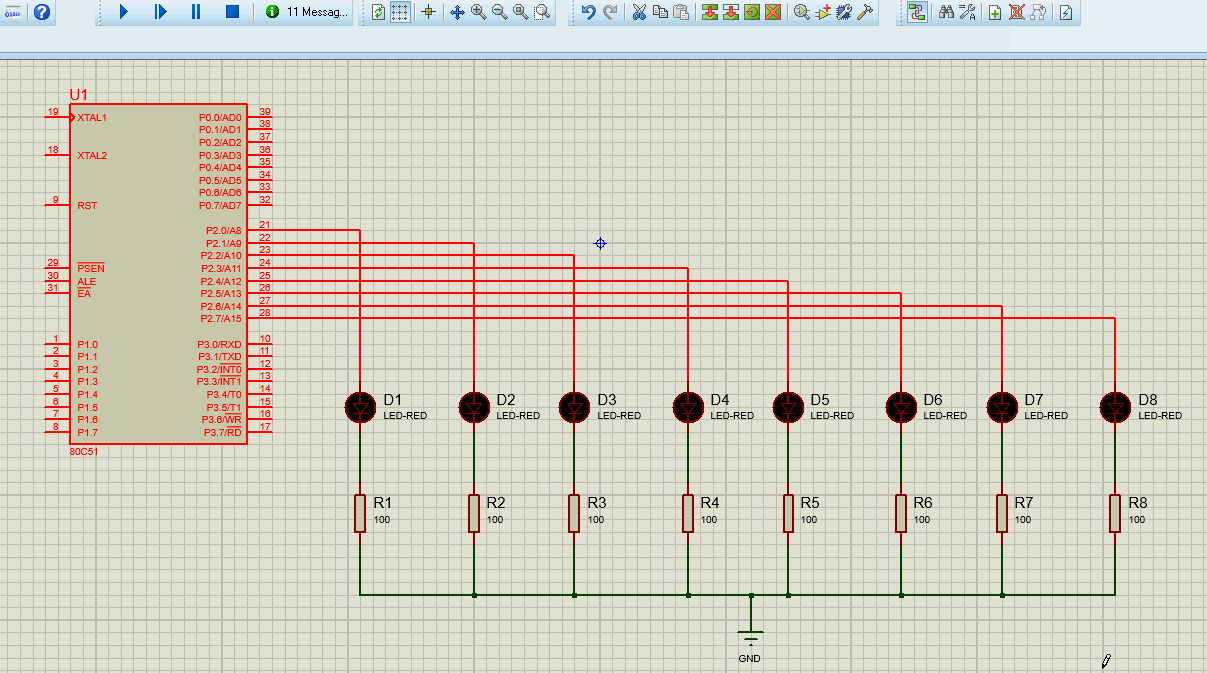 11 Messag...
U1
19 XTAL1
18 XTAL2
9 RST
29 PSEN
30 ALE
31 EA
1 P1.0
2 P1.1
3 P1.2
4 P1.3
5 P1.4
6 P1.5
7 P1.6
8 P1.7
P0.0/AD0 39
P0.1/AD1 38
P0.2/AD2 37
P0.3/AD3 36
P0.4/AD4 35
P0.5/AD5 34
P0.6/AD6 33
P0.7/AD7 32
P2.0/A8 21
P2.1/A9 22
P2.2/A10 23
P2.3/A11 24
P2.4/A12 25
P2.5/A13 26
P2.6/A14 27
P2.7/A15 28
P3.0/RXD 10
P3.1/TXD 11
P3.2/INT0 12
P3.3/INT1 13
P3.4/T0 14
P3.5/T1 15
P3.6/WR 16
P3.7/RD 17
80C51
D1
LED-RED
D2
LED-RED
D3
LED-RED
D4
LED-RED
D5
LED-RED
D6
LED-RED
D7
LED-RED
D8
LED-RED
R1
100
R2
100
R3
100
R4
100
R5
100
R6
100
R7
100
R8
100
GND